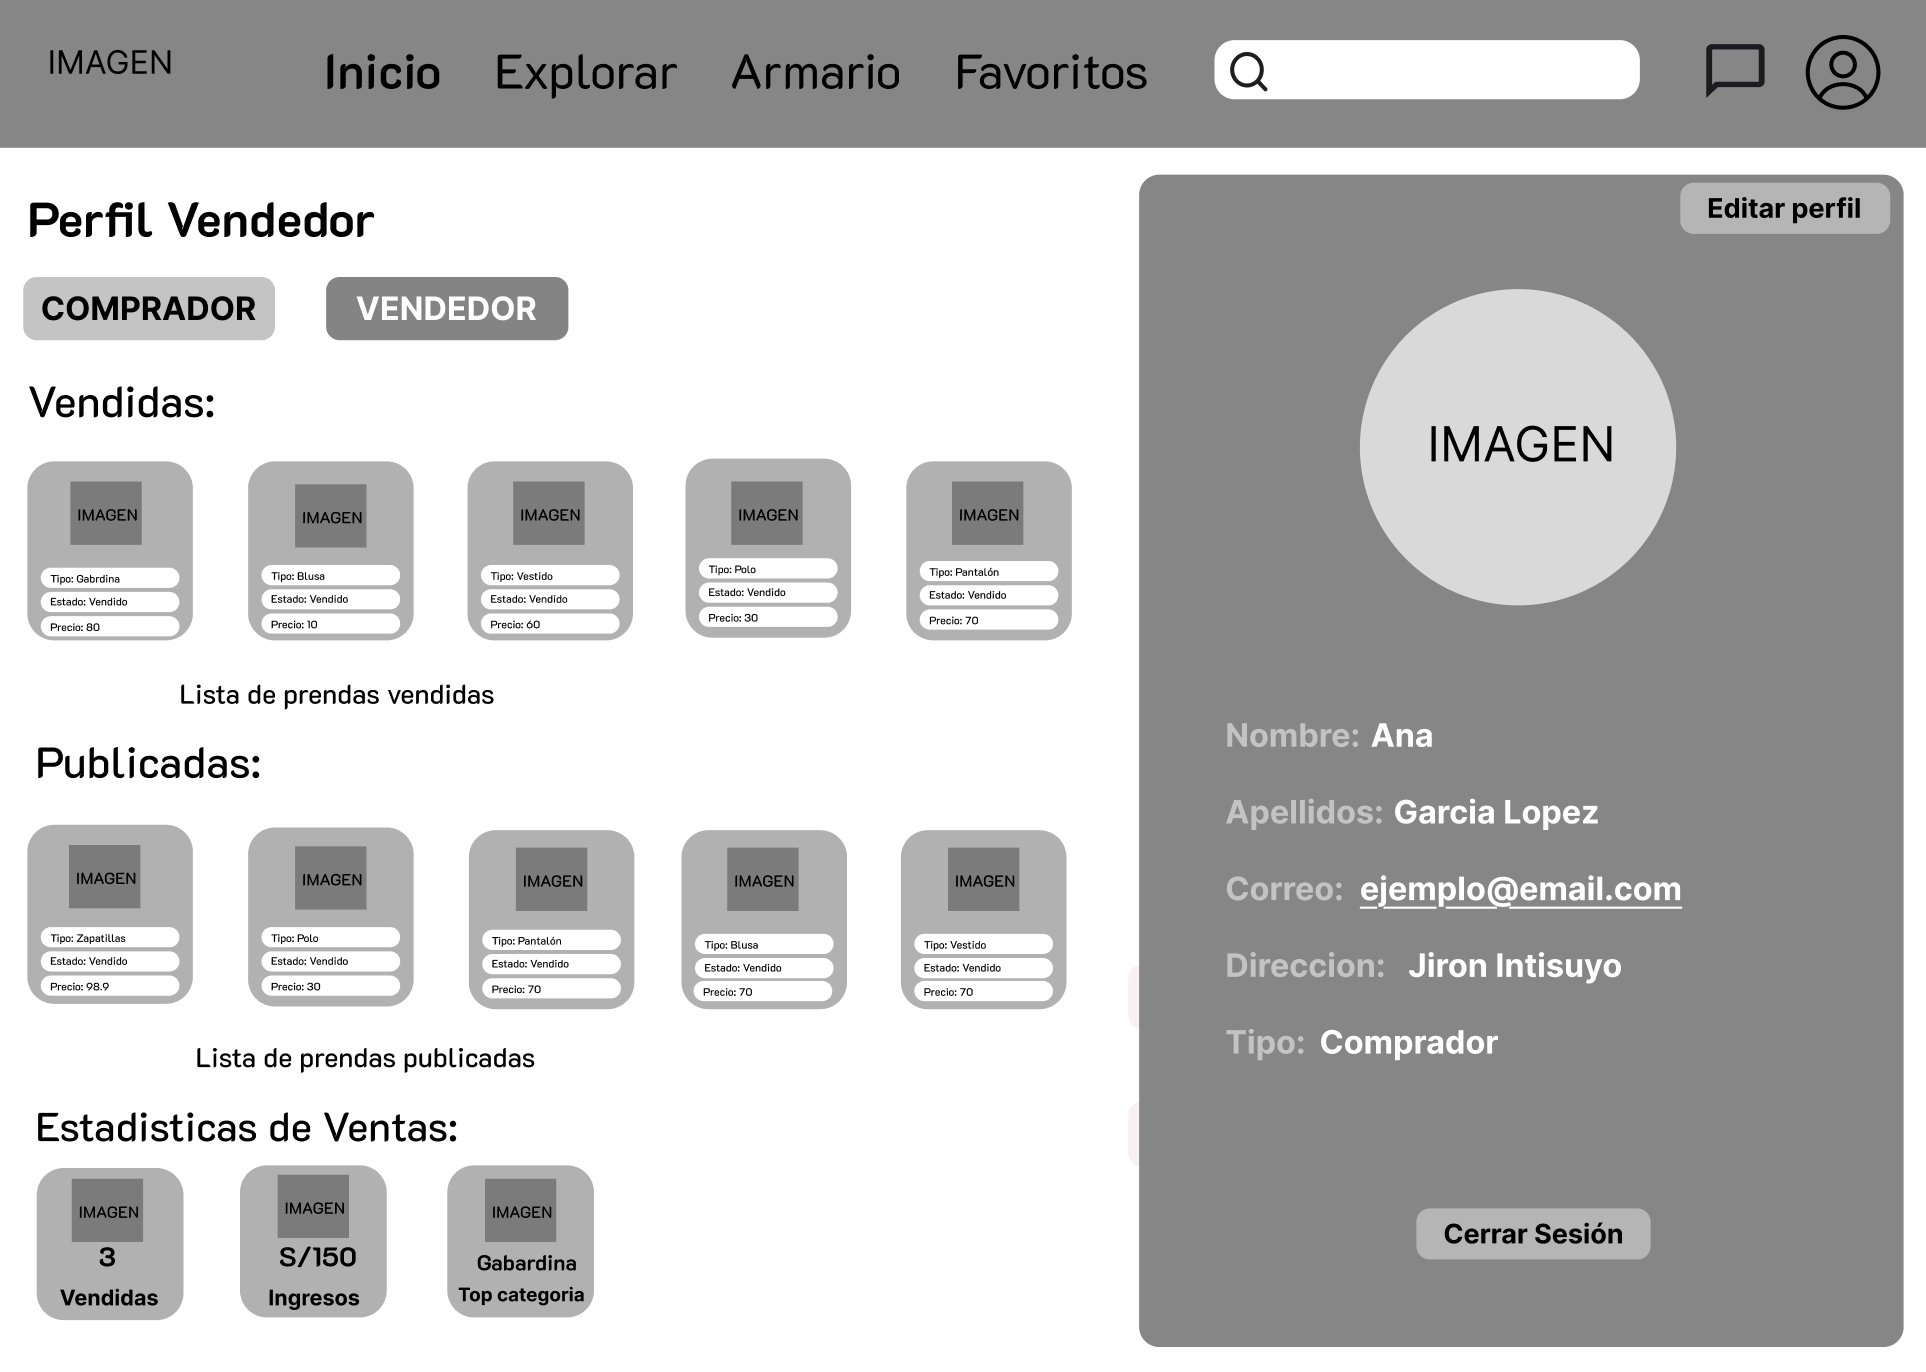 IMAGEN
Inicio Explorar Armario Favoritos
Perfil Vendedor
COMPRADOR VENDEDOR
Vendidas:
IMAGEN IMAGEN IMAGEN IMAGEN IMAGEN
Tipo: Gabrdina Tipo: Blusa Tipo: Vestido Tipo: Polo Tipo: Pantalón
Estado: Vendido Estado: Vendido Estado: Vendido Estado: Vendido Estado: Vendido
Precio: 80 Precio: 10 Precio: 60 Precio: 30 Precio: 70
Lista de prendas vendidas
Publicadas:
IMAGEN IMAGEN IMAGEN IMAGEN IMAGEN
Tipo: Zapatillas Tipo: Polo Tipo: Pantalón Tipo: Blusa Tipo: Vestido
Estado: Vendido Estado: Vendido Estado: Vendido Estado: Vendido Estado: Vendido
Precio: 98.9 Precio: 30 Precio: 70 Precio: 70 Precio: 70
Lista de prendas publicadas
Estadisticas de Ventas:
IMAGEN IMAGEN IMAGEN
3 S/150 Gabardina
Vendidas Ingresos Top categoria
Editar perfil
IMAGEN
Nombre: Ana
Apellidos: Garcia Lopez
Correo: ejemplo@email.com
Direccion: Jiron Intisuyo
Tipo: Comprador
Cerrar Sesión